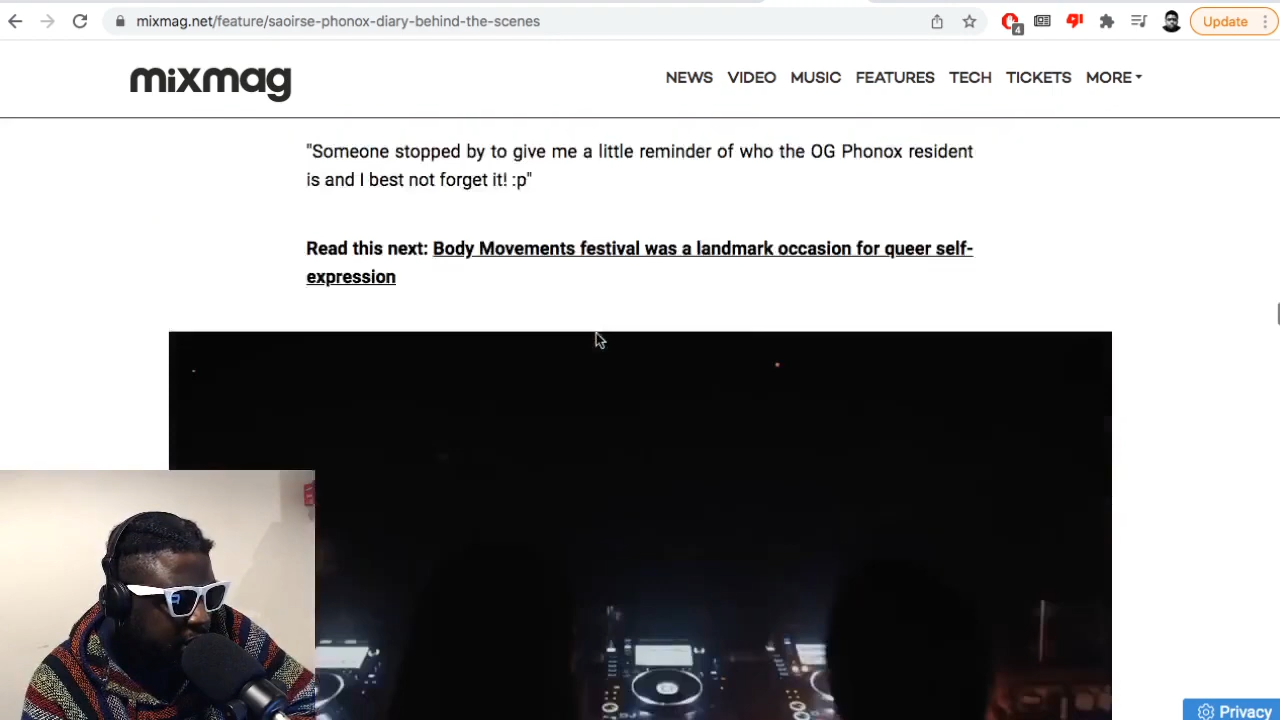 mixmag.net/feature/saoirse-phonox-diary-behind-the-scenes
4
Update
mixmag
NEWS VIDEO MUSIC FEATURES TECH TICKETS MORE
"Someone stopped by to give me a little reminder of who the OG Phonox resident
is and I best not forget it! :p"
Read this next: Body Movements festival was a landmark occasion for queer self-
expression
Privacy